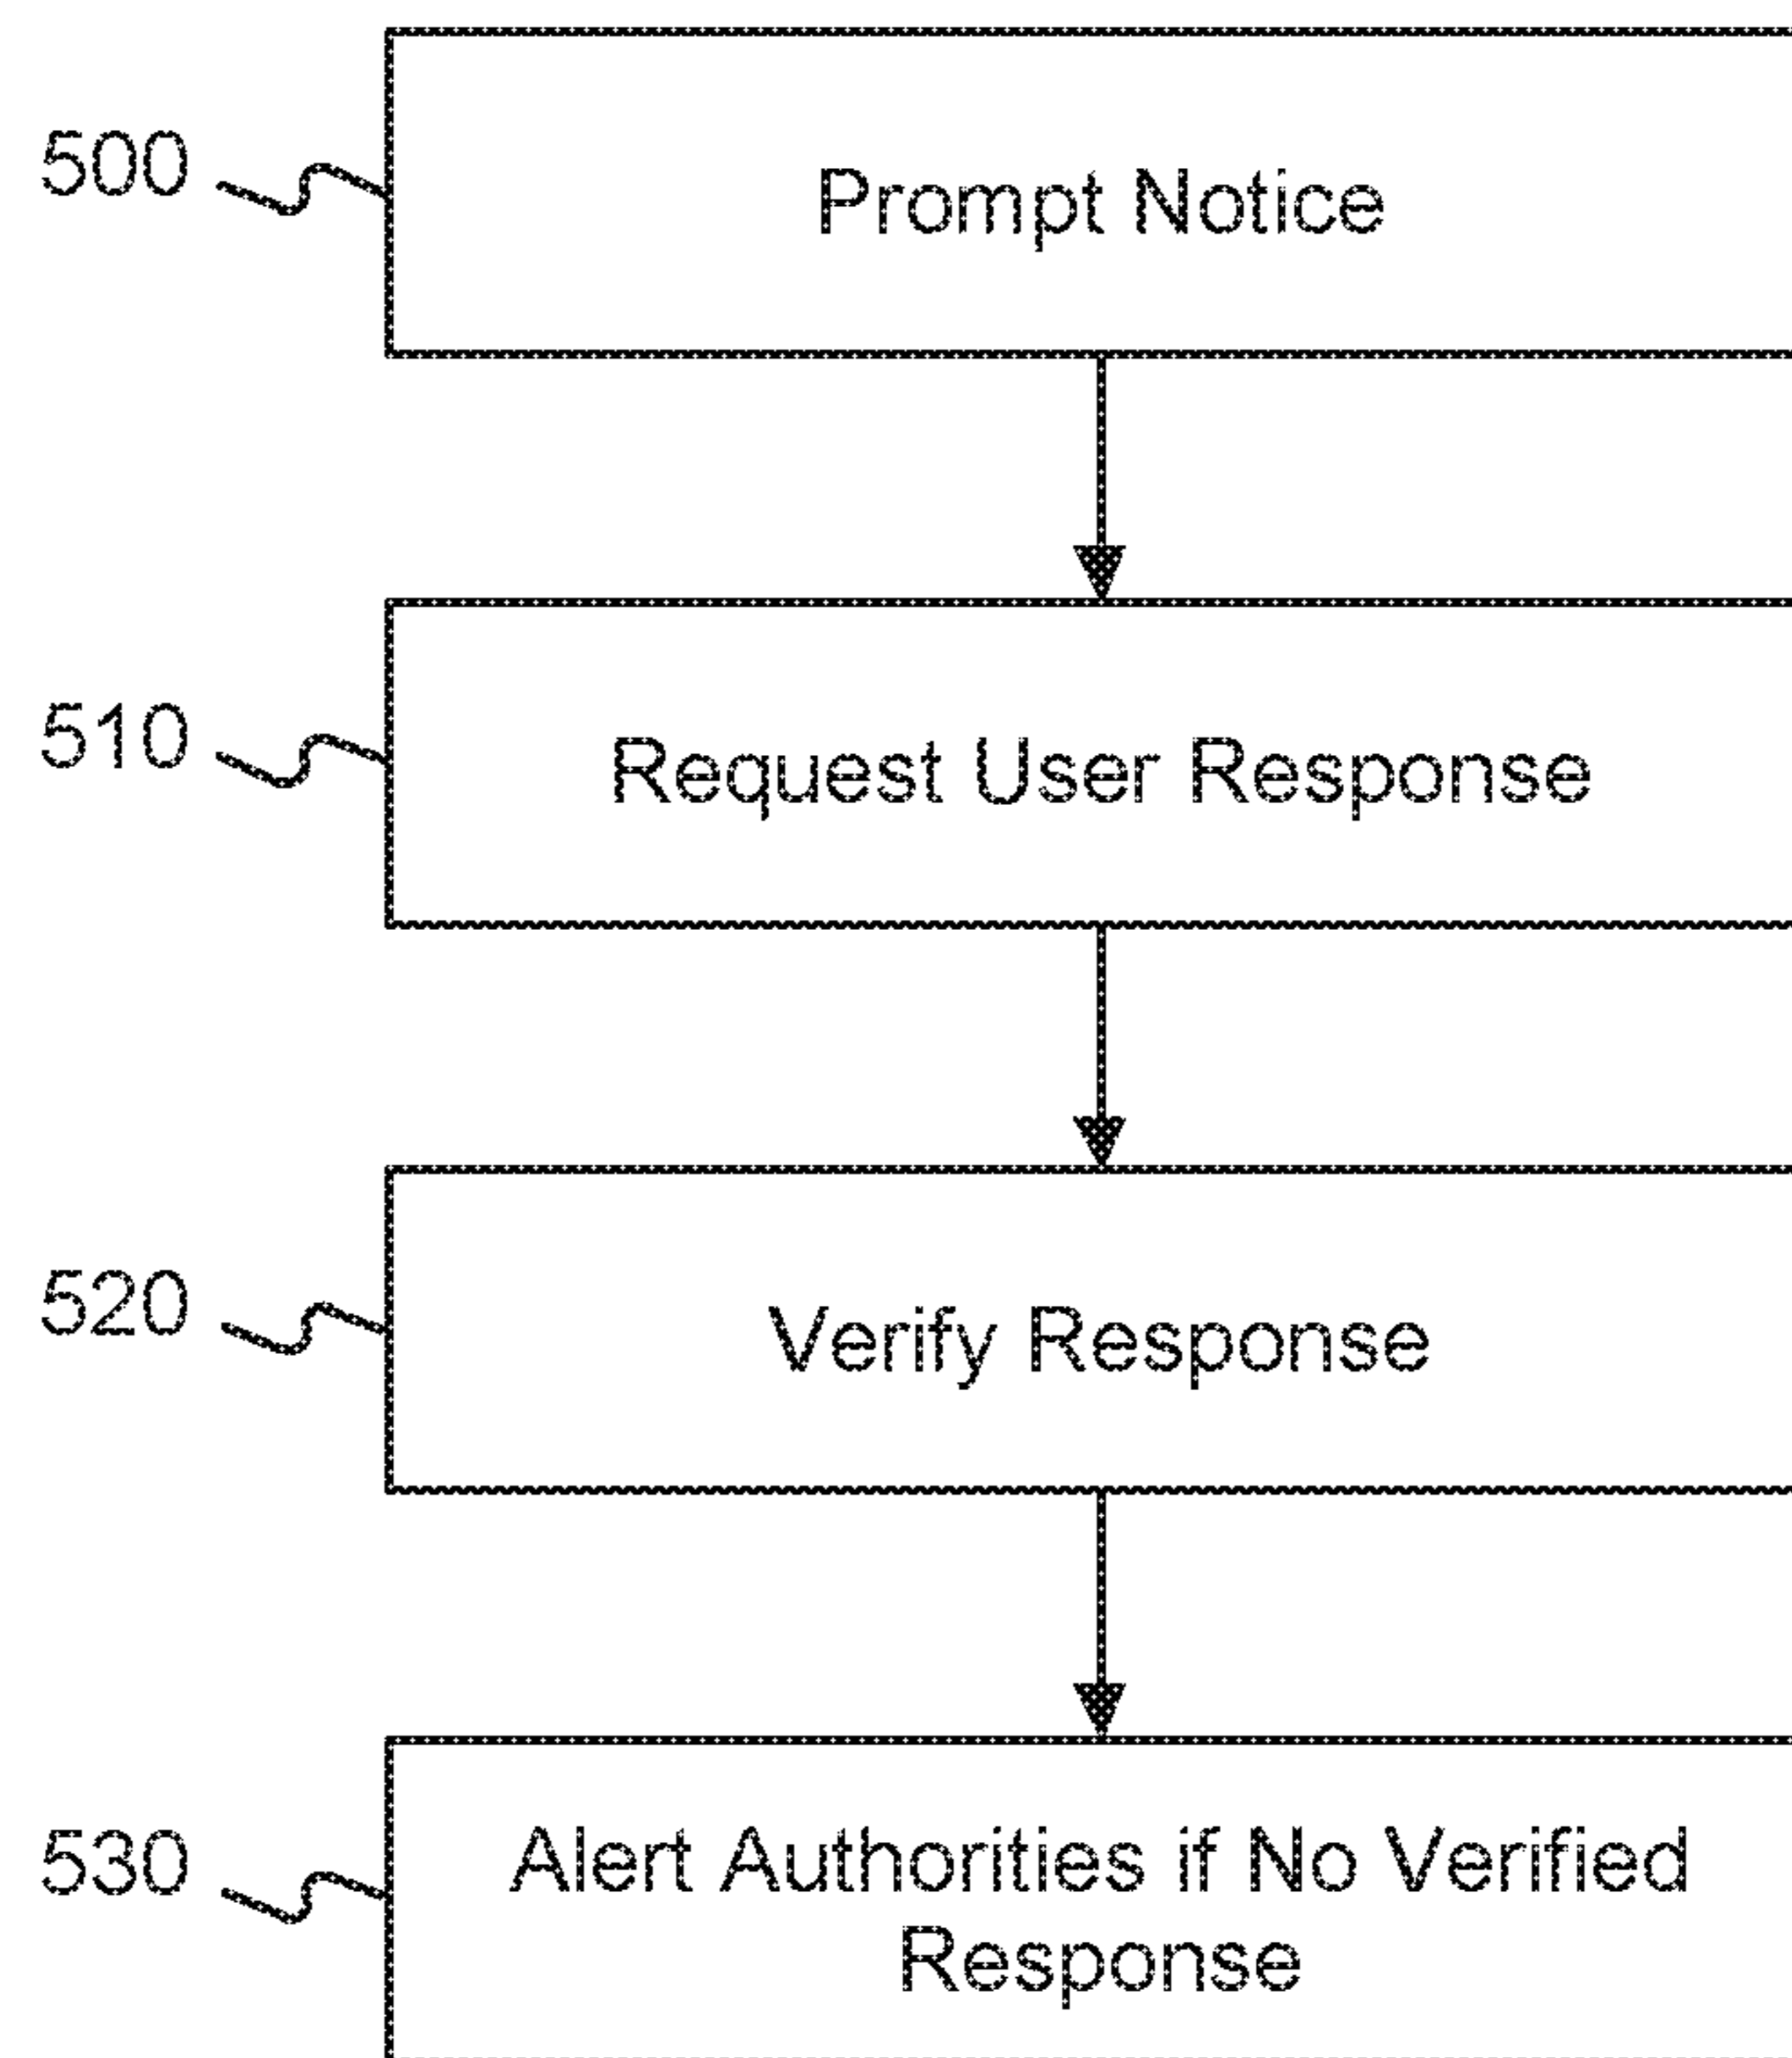 500
Prompt Notice
510
Request User Response
520
Verify Response
530
Alert Authorities if No Verified
Response